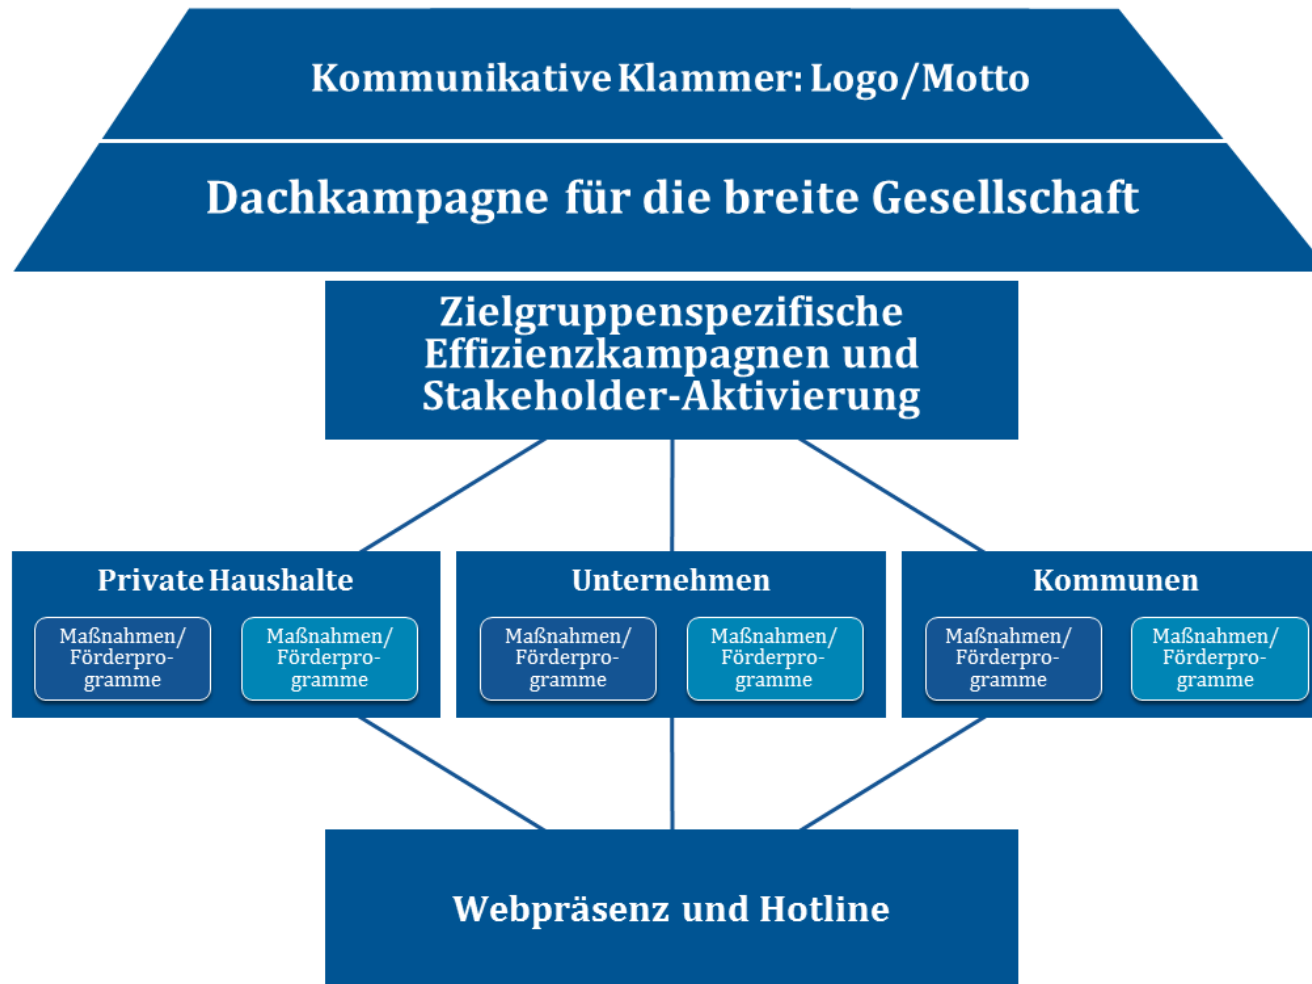 Kommunikative Klammer: Logo/Motto
Dachkampagne für die breite Gesellschaft
Zielgruppenspezifische
Effizienzkampagnen und
Stakeholder-Aktivierung
Private Haushalte
Maßnahmen/
Förderpro-
gramme
Maßnahmen/
Förderpro-
gramme
Unternehmen
Maßnahmen/
Förderpro-
gramme
Maßnahmen/
Förderpro-
gramme
Kommunen
Maßnahmen/
Förderpro-
gramme
Maßnahmen/
Förderpro-
gramme
Webpräsenz und Hotline